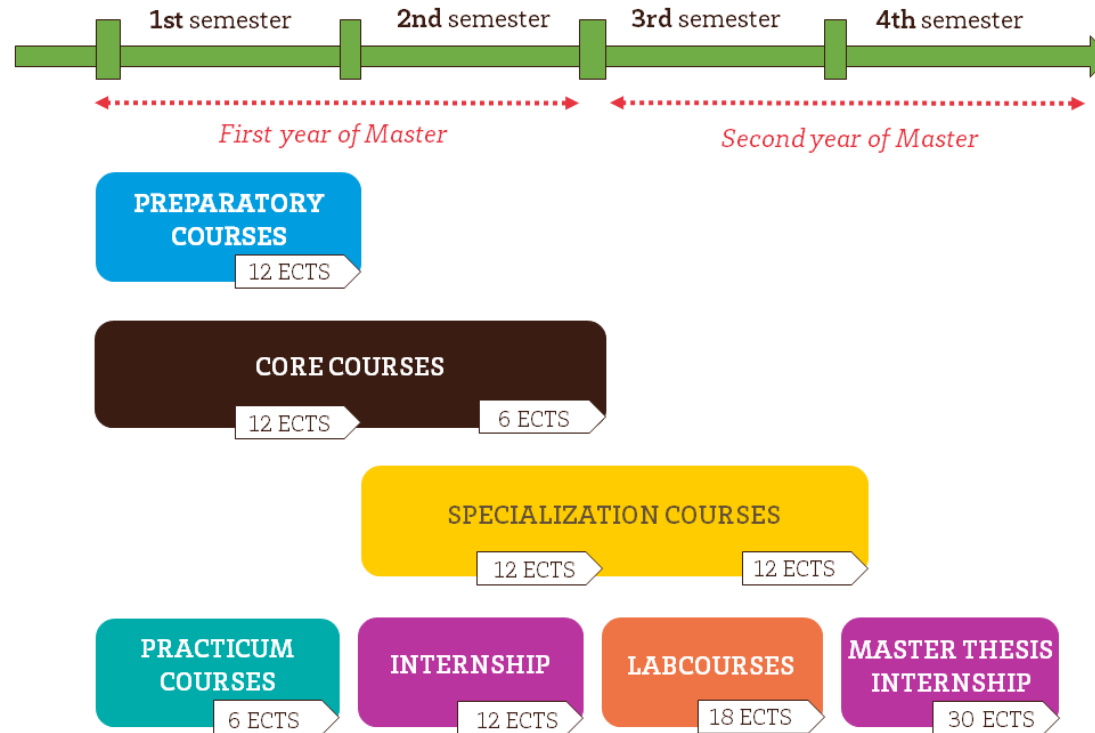 1st semester
2nd semester
3rd semester
4th semester
First year of Master
Second year of Master
PREPARATORY
COURSES
12 ECTS
CORE COURSES
12 ECTS
6 ECTS
SPECIALIZATION COURSES
12 ECTS
12 ECTS
PRACTICUM
COURSES
6 ECTS
INTERNSHIP
12 ECTS
LABCOURSES
18 ECTS
MASTER THESIS
INTERNSHIP
30 ECTS